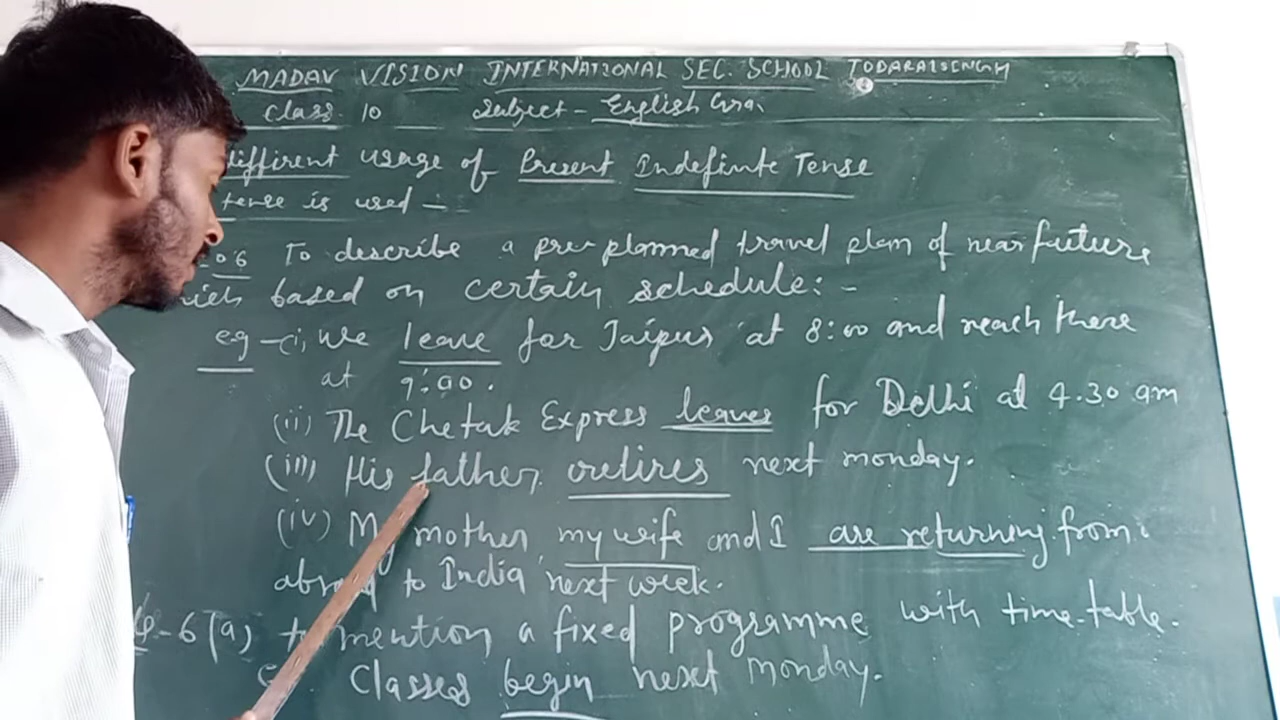 MADAV VISION INTERNATIONAL SEC. SCHOOL TODARAISINGH
Class 10 Subject - English Gra.
diffirent usage of Present Indefinite Tense
tense is used -
06 To describe a pre-planned travel plan of near future
based on certain schedule: -
eg - (i) We leave for Jaipur at 8:00 and reach there
at 9:00.
(ii) The Chetak Express leaves for Delhi at 4.30 am
(iii) His father retires next monday.
(iv) My mother, my wife and I are returning from
abroad to India next week.
- 6 (a) to mention a fixed programme with time-table.
Classes begin next Monday.